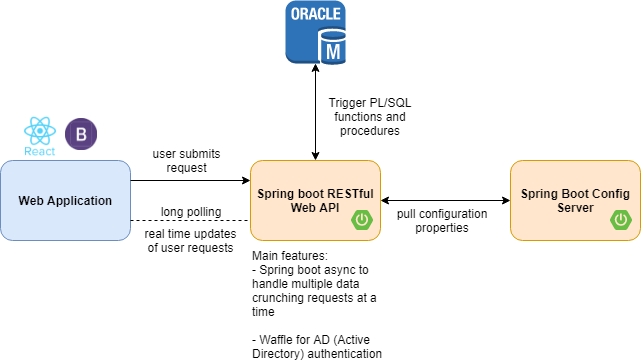 ORACLE
M
Trigger PL/SQL
functions and
procedures
React
B
user submits
request
Web Application
Spring boot RESTful
Web API
Spring Boot Config
Server
long polling
real time updates
of user requests
pull configuration
properties
Main features:
- Spring boot async to
handle multiple data
crunching requests at a
time
- Waffle for AD (Active
Directory) authentication